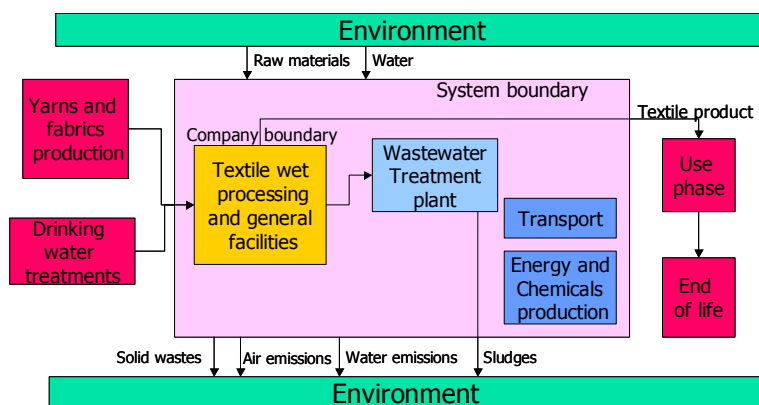 Environment
Raw materials
Water
System boundary
Yarns and
fabrics
production
Company boundary
Textile product
Textile wet
processing
and general
facilities
Wastewater
Treatment
plant
Use
phase
Transport
Drinking
water
treatments
Energy and
Chemicals
production
End
of life
Solid wastes
Air emissions
Water emissions
Sludges
Environment